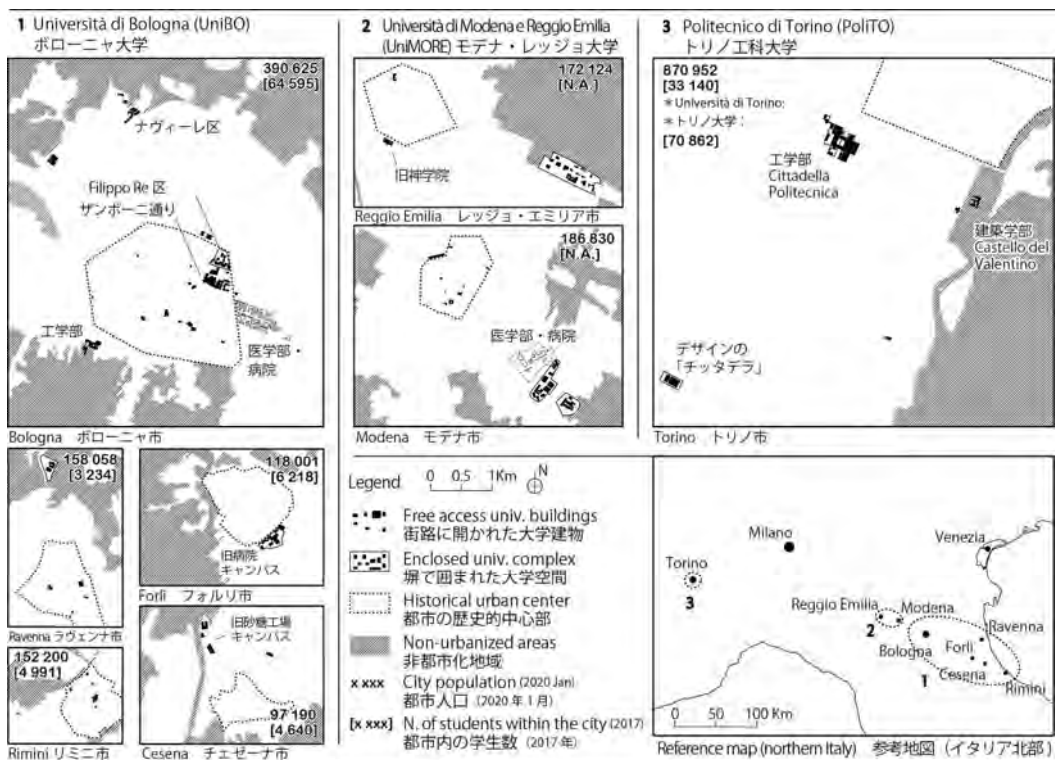 1 Università di Bologna (UniBO)
ボローニャ大学
390 625
[64 595]
ナヴィーレ区
Filippo Re 区
ザンボーニ通り
工学部
医学部・
病院
Bologna ボローニャ市
158 058
[3 234]
Ravenna ラヴェンナ市
118 001
[6 218]
旧病院
キャンパス
Forlì フォルリ市
152 200
[4 991]
Rimini リミニ市
旧砂糖工場
キャンパス
97 190
[4 640]
Cesena チェゼーナ市
2 Università di Modena e Reggio Emilia
(UniMORE) モデナ・レッジョ大学
172 124
[N.A.]
旧神学院
Reggio Emilia レッジョ・エミリア市
186 830
[N.A.]
医学部・病院
Modena モデナ市
3 Politecnico di Torino (PoliTO)
トリノ工科大学
870 952
[33 140]
＊Università di Torino:
＊トリノ大学：
[70 862]
工学部
Cittadella
Politecnica
建築学部
Castello del
Valentino
デザインの
「チッタデラ」
Torino トリノ市
Legend 0 0.5 1Km N
Free access univ. buildings
街路に開かれた大学建物
Enclosed univ. complex
塀で囲まれた大学空間
Historical urban center
都市の歴史的中心部
Non-urbanized areas
非都市化地域
x xxx City population (2020 Jan)
都市人口 (2020 年 1 月)
[x xxx] N. of students within the city (2017)
都市内の学生数 (2017 年)
Milano
Venezia
Torino
3
Reggio Emilia
Modena
2
Ravenna
Bologna
Forlì
Cesena
1
Rimini
0 50 100 Km
Reference map (northern Italy) 参考地図（イタリア北部）